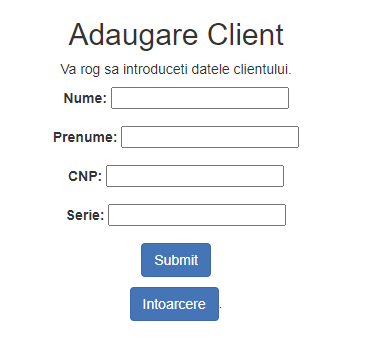 Adaugare Client
Va rog sa introduceti datele clientului.
Nume:
Prenume:
CNP:
Serie:
Submit
Intoarcere.